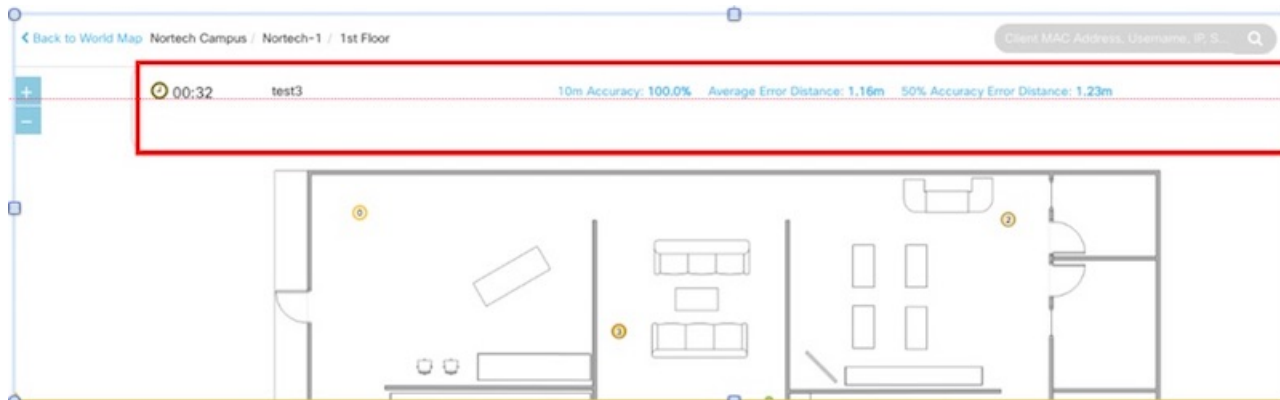 Back to World Map Nortech Campus / Nortech-1 / 1st Floor
Client MAC Address, Username, IP, S...
+
00:32 test3 10m Accuracy: 100.0% Average Error Distance: 1.16m 50% Accuracy Error Distance: 1.23m
−
0
2
3